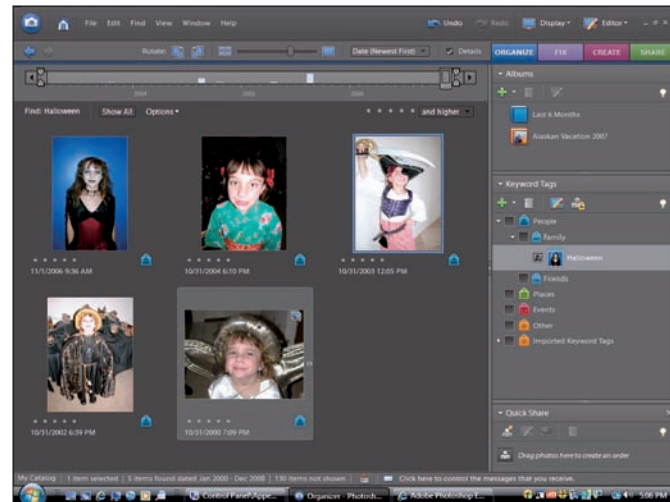 File Edit Find View Window Help Undo Redo Display Editor
Rotate: Date (Newest First) Details ORGANIZE FIX CREATE SHARE
2004 2005 2006
Albums
Find: Halloween Show All Options and higher
Last 6 Months
Alaskan Vacation 2007
Keyword Tags
People
Family
Halloween
Friends
Places
Events
Other
Imported Keyword Tags
11/1/2006 9:36 AM 10/31/2004 6:10 PM 10/31/2003 12:05 PM
10/31/2002 6:39 PM 10/31/2000 7:09 PM
Quick Share
Drag photos here to create an order
My Catalog 1 item selected 5 items found dated Jan 2000 - Dec 2008 130 items not shown Click here to control the messages that you receive.
Control Panel\Appe... Organizer - Photosh... Adobe Photoshop E... 5:06 PM